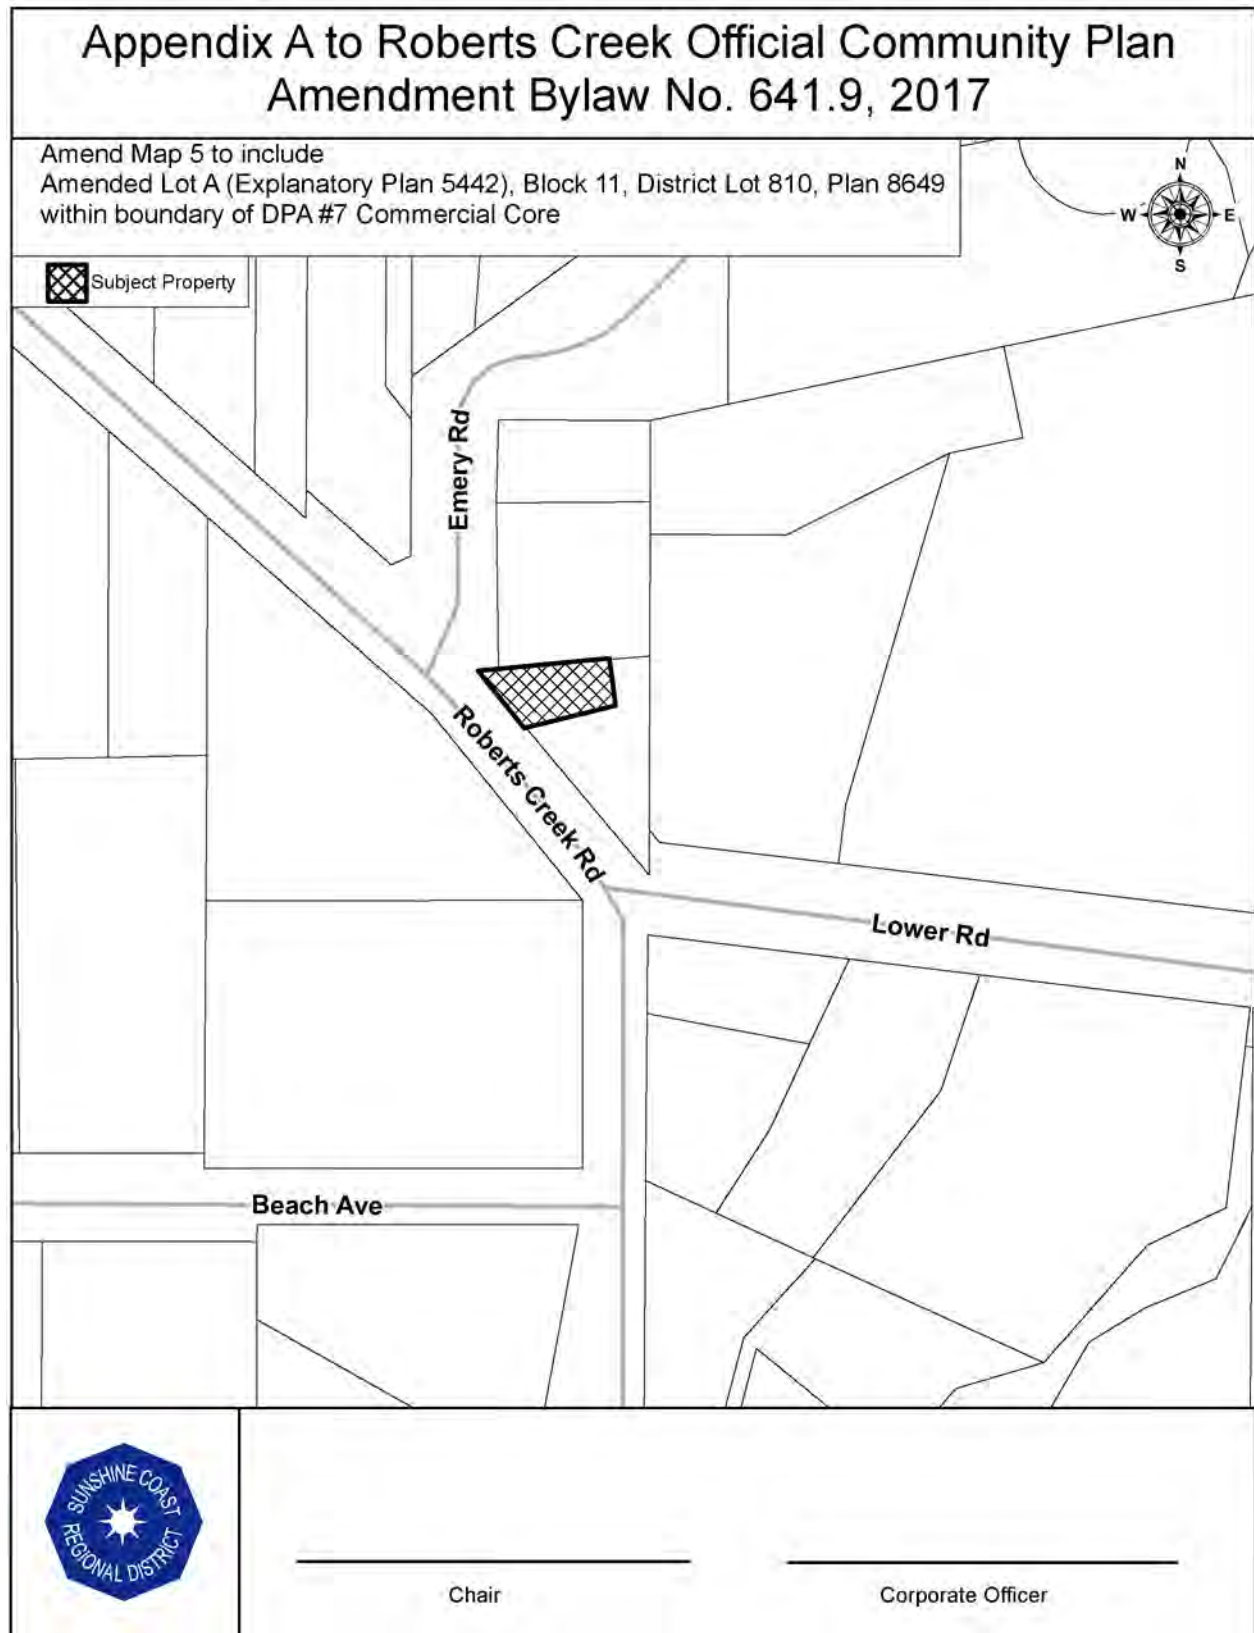 Appendix A to Roberts Creek Official Community Plan
Amendment Bylaw No. 641.9, 2017
Amend Map 5 to include
Amended Lot A (Explanatory Plan 5442), Block 11, District Lot 810, Plan 8649
within boundary of DPA #7 Commercial Core
N
W
E
S
Subject Property
Emery Rd
Roberts Creek Rd
Lower Rd
Beach Ave
SUNSHINE COAST
REGIONAL DISTRICT
Chair
Corporate Officer